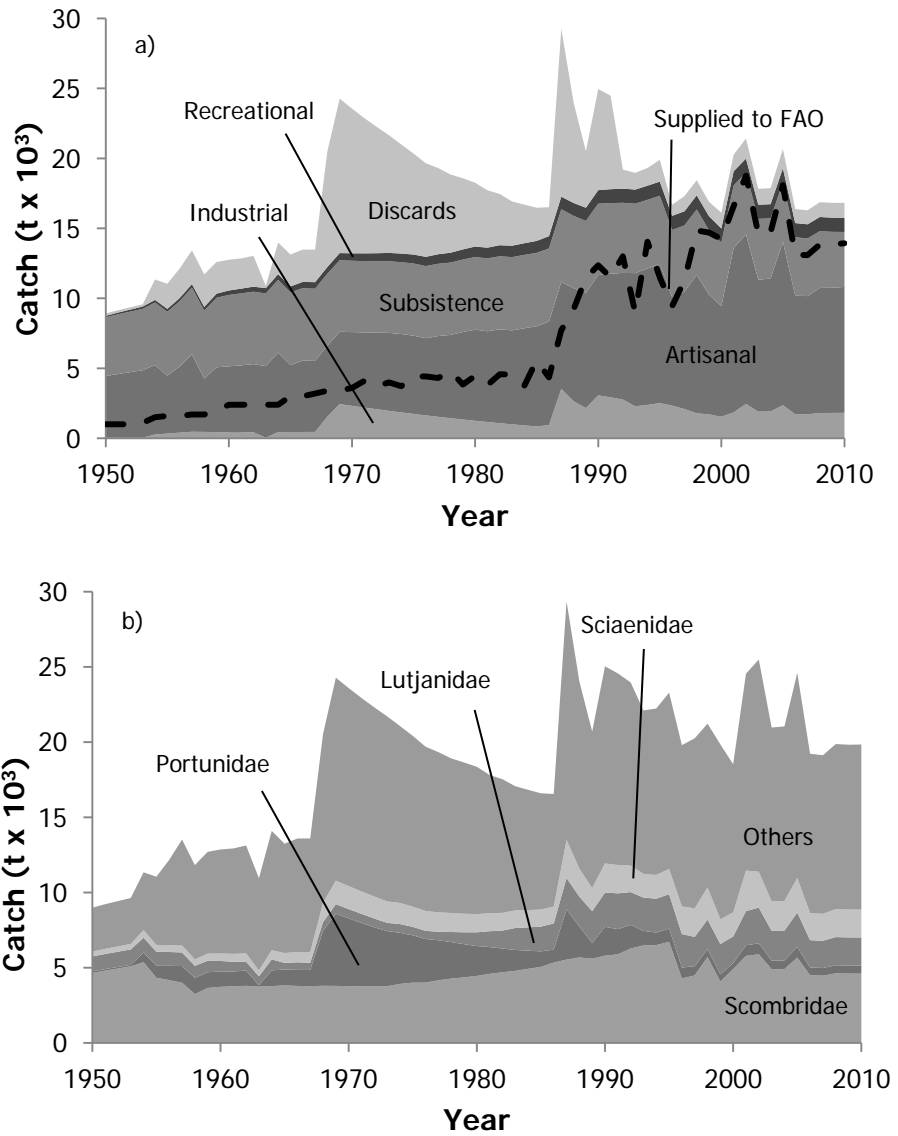 30
25
20
15
10
5
0
Catch (t x 10³)
a)
Recreational
Supplied to FAO
Industrial
Discards
Subsistence
Artisanal
1950 1960 1970 1980 1990 2000 2010
Year
30
25
20
15
10
5
0
Catch (t x 10³)
b)
Sciaenidae
Lutjanidae
Portunidae
Others
Scombridae
1950 1960 1970 1980 1990 2000 2010
Year